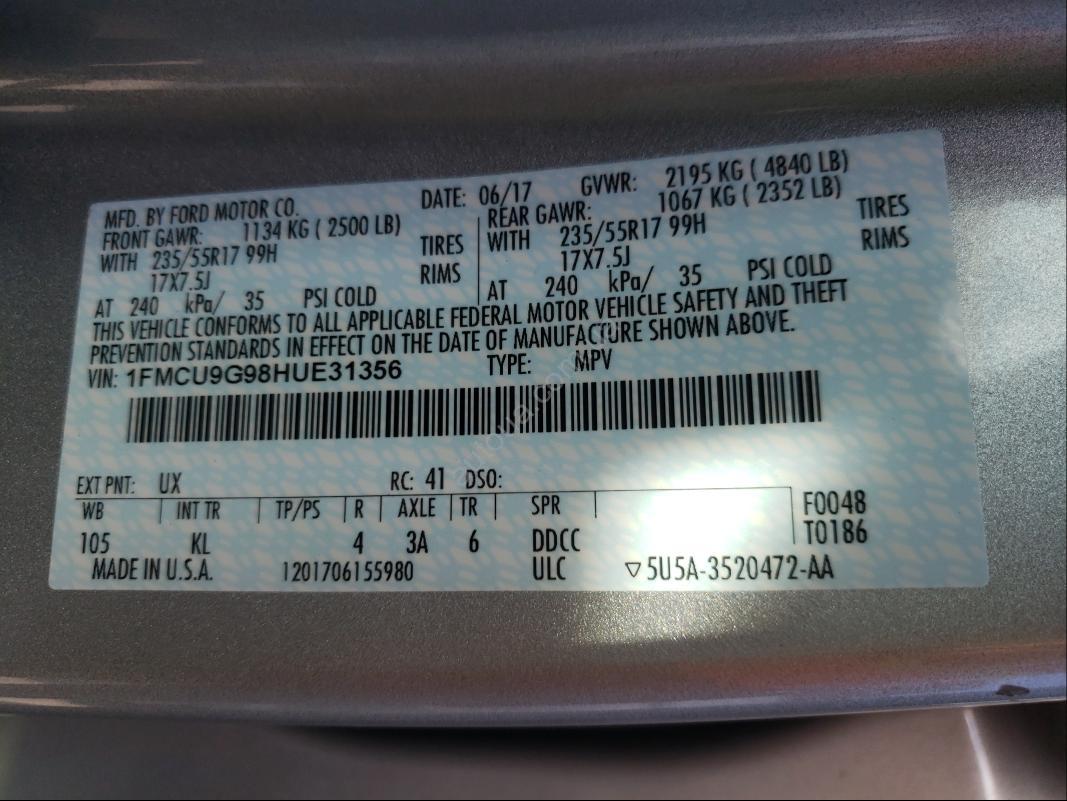 MFD. BY FORD MOTOR CO. DATE: 06/17 GVWR: 2195 KG ( 4840 LB)
FRONT GAWR: 1134 KG ( 2500 LB) REAR GAWR: 1067 KG ( 2352 LB)
WITH 235/55R17 99H TIRES WITH 235/55R17 99H TIRES
17X7.5J RIMS 17X7.5J RIMS
AT 240 kPa/ 35 PSI COLD AT 240 kPa/ 35 PSI COLD
THIS VEHICLE CONFORMS TO ALL APPLICABLE FEDERAL MOTOR VEHICLE SAFETY AND THEFT
PREVENTION STANDARDS IN EFFECT ON THE DATE OF MANUFACTURE SHOWN ABOVE.
VIN: 1FMCU9G98HUE31356 TYPE: MPV
EXT PNT: UX RC: 41 DSO:
WB INT TR TP/PS R AXLE TR SPR F0048
105 KL 4 3A 6 DDCC T0186
MADE IN U.S.A. 1201706155980 ULC ▽5U5A-3520472-AA